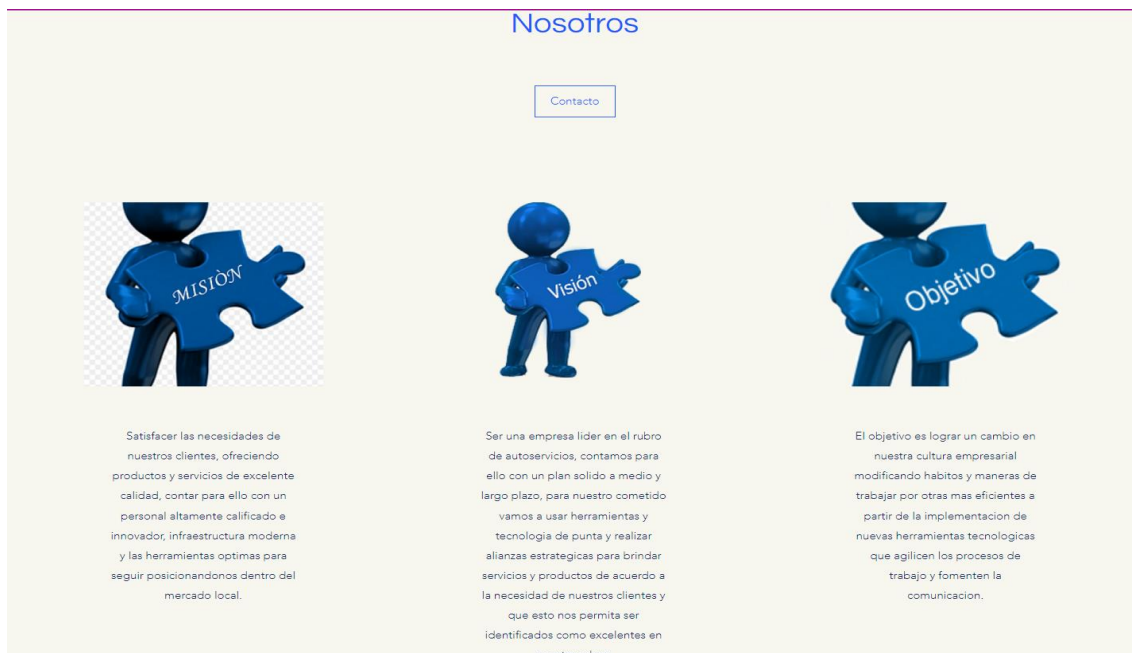 Nosotros
Contacto
MISIÒN
Visión
Objetivo
Satisfacer las necesidades de
nuestros clientes, ofreciendo
productos y servicios de excelente
calidad, contar para ello con un
personal altamente calificado e
innovador, infraestructura moderna
y las herramientas optimas para
seguir posicionandonos dentro del
mercado local.
Ser una empresa lider en el rubro
de autoservicios, contamos para
ello con un plan solido a medio y
largo plazo, para nuestro cometido
vamos a usar herramientas y
tecnologia de punta y realizar
alianzas estrategicas para brindar
servicios y productos de acuerdo a
la necesidad de nuestros clientes y
que esto nos permita ser
identificados como excelentes en
El objetivo es lograr un cambio en
nuestra cultura empresarial
modificando habitos y maneras de
trabajar por otras mas eficientes a
partir de la implementacion de
nuevas herramientas tecnologicas
que agilicen los procesos de
trabajo y fomenten la
comunicacion.